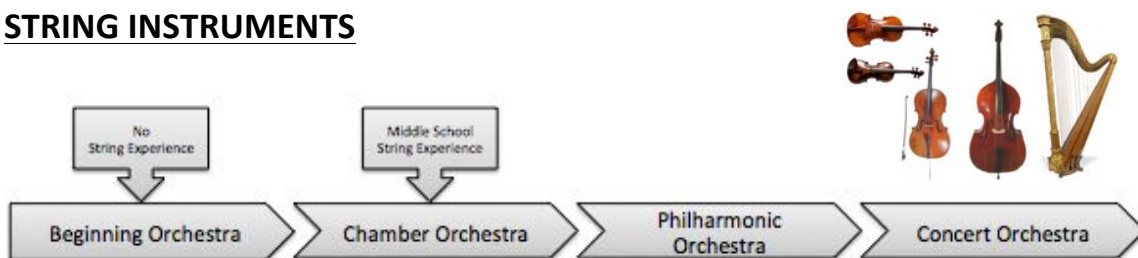 STRING INSTRUMENTS
No
String Experience
Middle School
String Experience
Beginning Orchestra
Chamber Orchestra
Philharmonic
Orchestra
Concert Orchestra